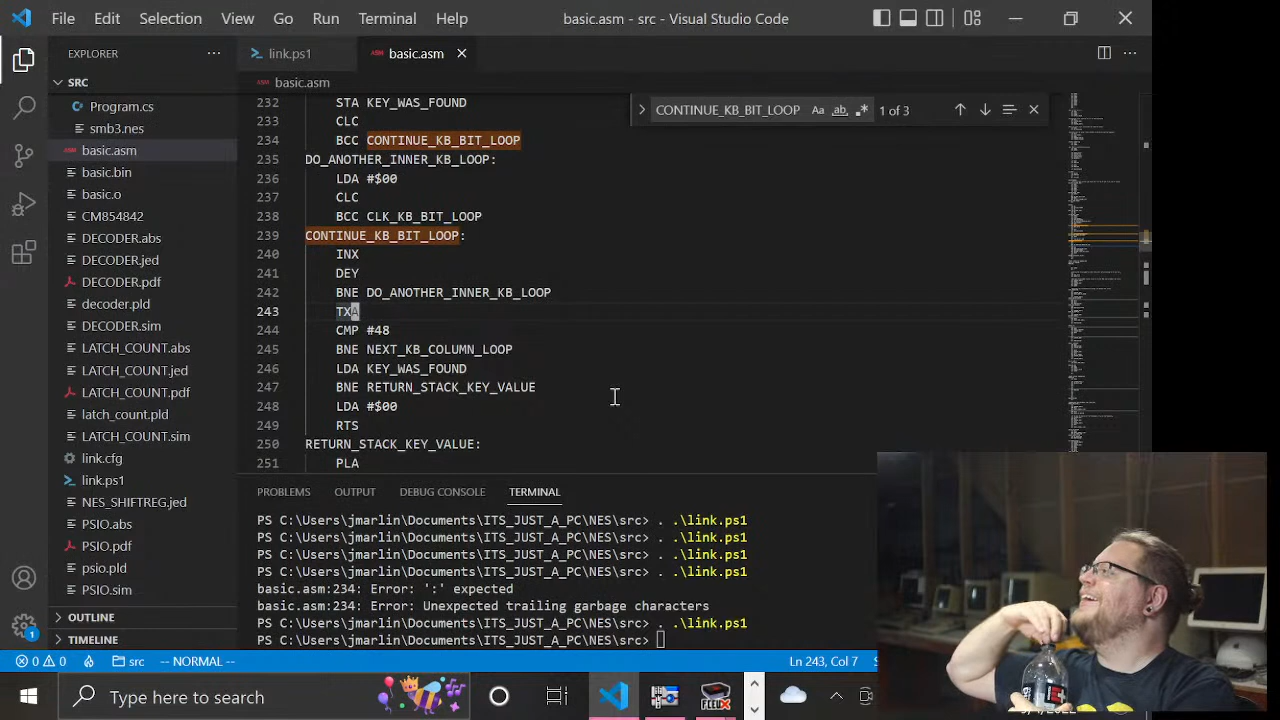 File Edit Selection View Go Run Terminal Help basic.asm - src - Visual Studio Code
EXPLORER
SRC
Program.cs
smb3.nes
basic.asm
basic.bin
basic.o
CM854842
DECODER.abs
DECODER.jed
DECODER.pdf
decoder.pld
DECODER.sim
LATCH_COUNT.abs
LATCH_COUNT.jed
LATCH_COUNT.pdf
latch_count.pld
LATCH_COUNT.sim
link.cfg
link.ps1
NES_SHIFTREG.jed
PSIO.abs
PSIO.pdf
psio.pld
PSIO.sim
OUTLINE
TIMELINE
link.ps1 ASM basic.asm
ASM basic.asm
CONTINUE_KB_BIT_LOOP Aa ab 1 of 3
232 STA KEY_WAS_FOUND
233 CLC
234 BCC CONTINUE_KB_BIT_LOOP
235 DO_ANOTHER_INNER_KB_LOOP:
236 LDA #$00
237 CLC
238 BCC CLK_KB_BIT_LOOP
239 CONTINUE_KB_BIT_LOOP:
240 INX
241 DEY
242 BNE DO_ANOTHER_INNER_KB_LOOP
243 TXA
244 CMP #48
245 BNE NEXT_KB_COLUMN_LOOP
246 LDA KEY_WAS_FOUND
247 BNE RETURN_STACK_KEY_VALUE
248 LDA #$00
249 RTS
250 RETURN_STACK_KEY_VALUE:
251 PLA
PROBLEMS OUTPUT DEBUG CONSOLE TERMINAL
PS C:\Users\jmarlin\Documents\ITS_JUST_A_PC\NES\src> . .\link.ps1
PS C:\Users\jmarlin\Documents\ITS_JUST_A_PC\NES\src> . .\link.ps1
PS C:\Users\jmarlin\Documents\ITS_JUST_A_PC\NES\src> . .\link.ps1
PS C:\Users\jmarlin\Documents\ITS_JUST_A_PC\NES\src> . .\link.ps1
basic.asm:234: Error: ':' expected
basic.asm:234: Error: Unexpected trailing garbage characters
PS C:\Users\jmarlin\Documents\ITS_JUST_A_PC\NES\src> . .\link.ps1
PS C:\Users\jmarlin\Documents\ITS_JUST_A_PC\NES\src>
1
0 0 src -- NORMAL -- Ln 243, Col 7
Type here to search
FCEUX